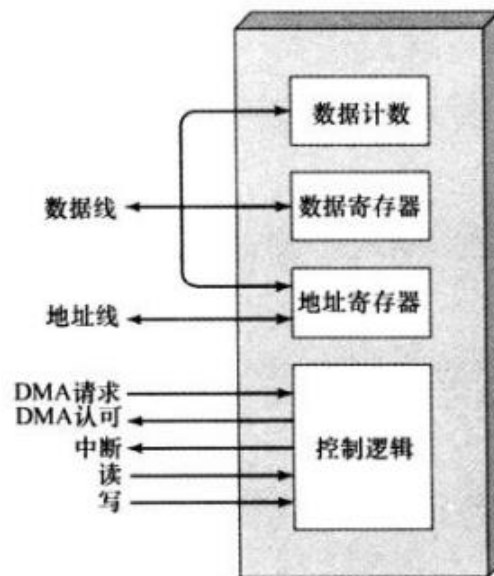 数据计数
数据线
数据寄存器
地址寄存器
地址线
DMA请求
DMA认可
中断
读
写
控制逻辑